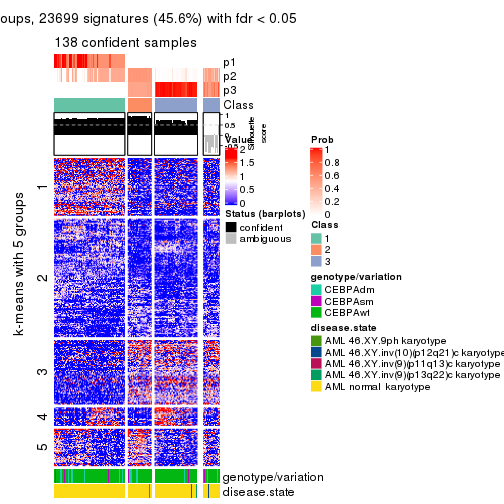 oups, 23699 signatures (45.6%) with fdr < 0.05
138 confident samples
p1
p2
p3
Class
1
0.5
0
-0.5
Silhouette
score
k-means with 5 groups
1
2
3
4
5
genotype/variation
disease.state
Value
2
1.5
1
0.5
0
Status (barplots)
confident
ambiguous
Prob
1
0.8
0.6
0.4
0.2
0
Class
1
2
3
genotype/variation
CEBPAdm
CEBPAsm
CEBPAwt
disease.state
AML 46.XY.9ph karyotype
AML 46.XY.inv(10)(p12q21)c karyotype
AML 46.XY.inv(9)(p11q13)c karyotype
AML 46.XY.inv(9)(p13q22)c karyotype
AML normal karyotype